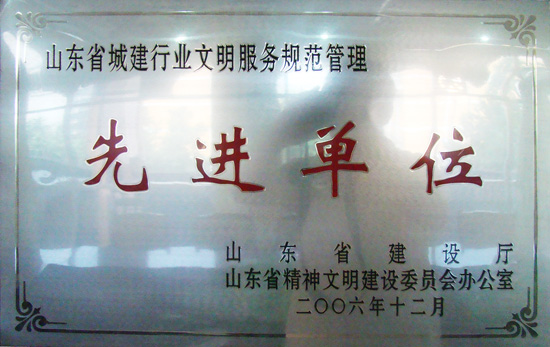 山东省城建行业文明服务规范管理
先进单位
山东省建设厅
山东省精神文明建设委员会办公室
二〇〇六年十二月